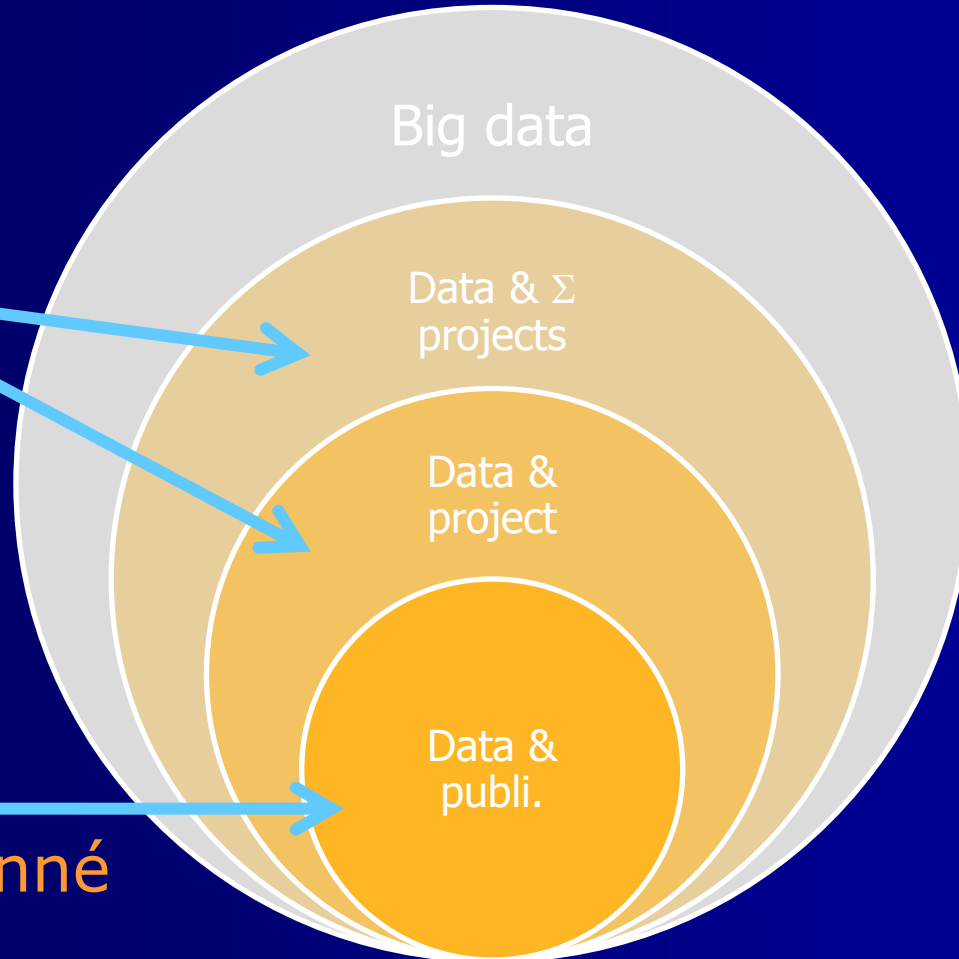 Big data
Data & Σ
projects
Data &
project
Data &
publi.
nné